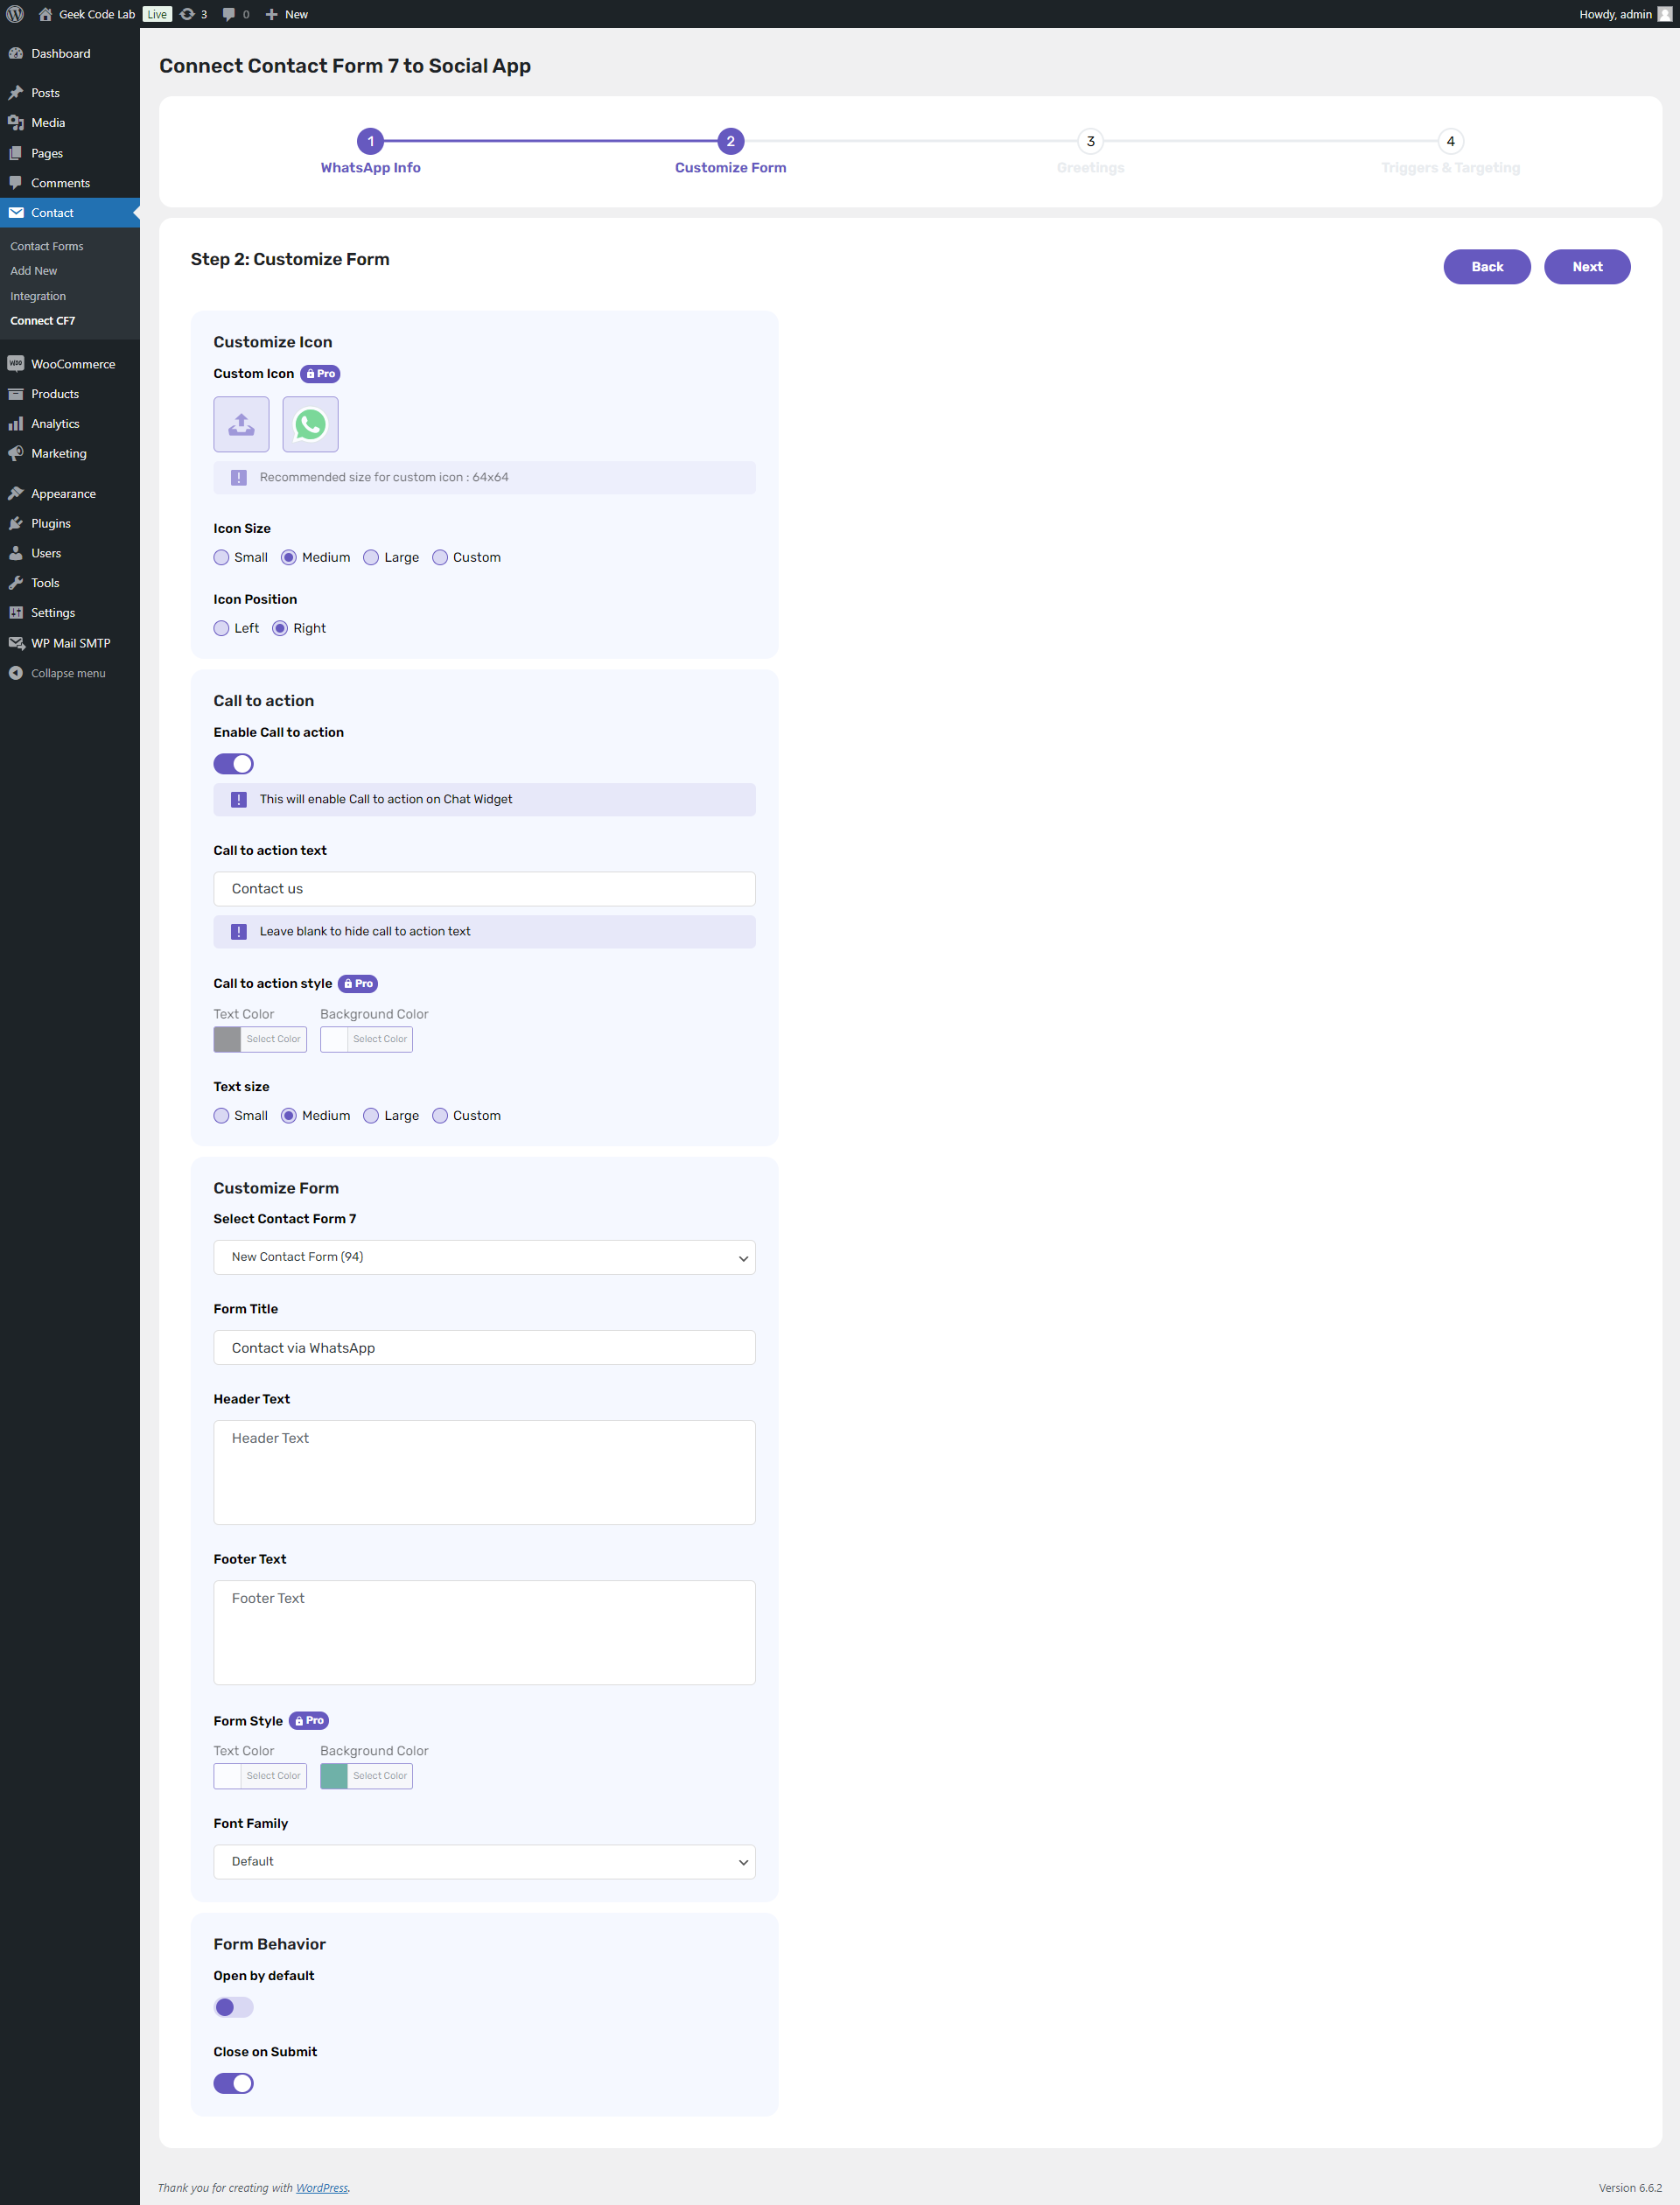 Geek Code Lab Live 3 0 New
Howdy, admin
Dashboard
Posts
Media
Pages
Comments
Contact
Contact Forms
Add New
Integration
Connect CF7
WooCommerce
Products
Analytics
Marketing
Appearance
Plugins
Users
Tools
Settings
WP Mail SMTP
Collapse menu
Connect Contact Form 7 to Social App
1 2 3 4
WhatsApp Info Customize Form Greetings Triggers & Targeting
Step 2: Customize Form
Back Next
Customize Icon
Custom Icon Pro
! Recommended size for custom icon : 64x64
Icon Size
Small Medium Large Custom
Icon Position
Left Right
Call to action
Enable Call to action
! This will enable Call to action on Chat Widget
Call to action text
Contact us
! Leave blank to hide call to action text
Call to action style Pro
Text Color Background Color
Select Color Select Color
Text size
Small Medium Large Custom
Customize Form
Select Contact Form 7
New Contact Form (94)
Form Title
Contact via WhatsApp
Header Text
Header Text
Footer Text
Footer Text
Form Style Pro
Text Color Background Color
Select Color Select Color
Font Family
Default
Form Behavior
Open by default
Close on Submit
Thank you for creating with WordPress.
Version 6.6.2